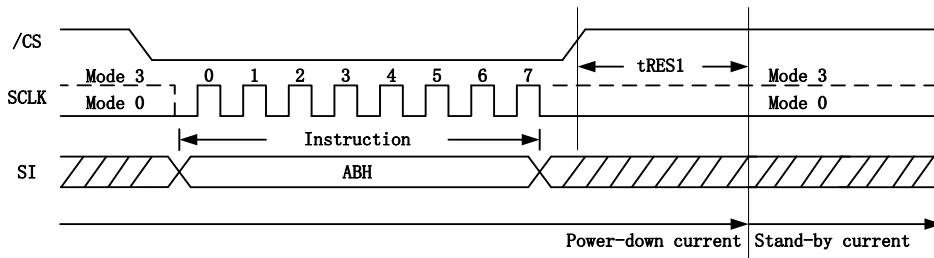 /CS
tRES1
Mode 3
0 1 2 3 4 5 6 7
Mode 3
SCLK
Mode 0
Mode 0
Instruction
SI
ABH
Power-down current
Stand-by current